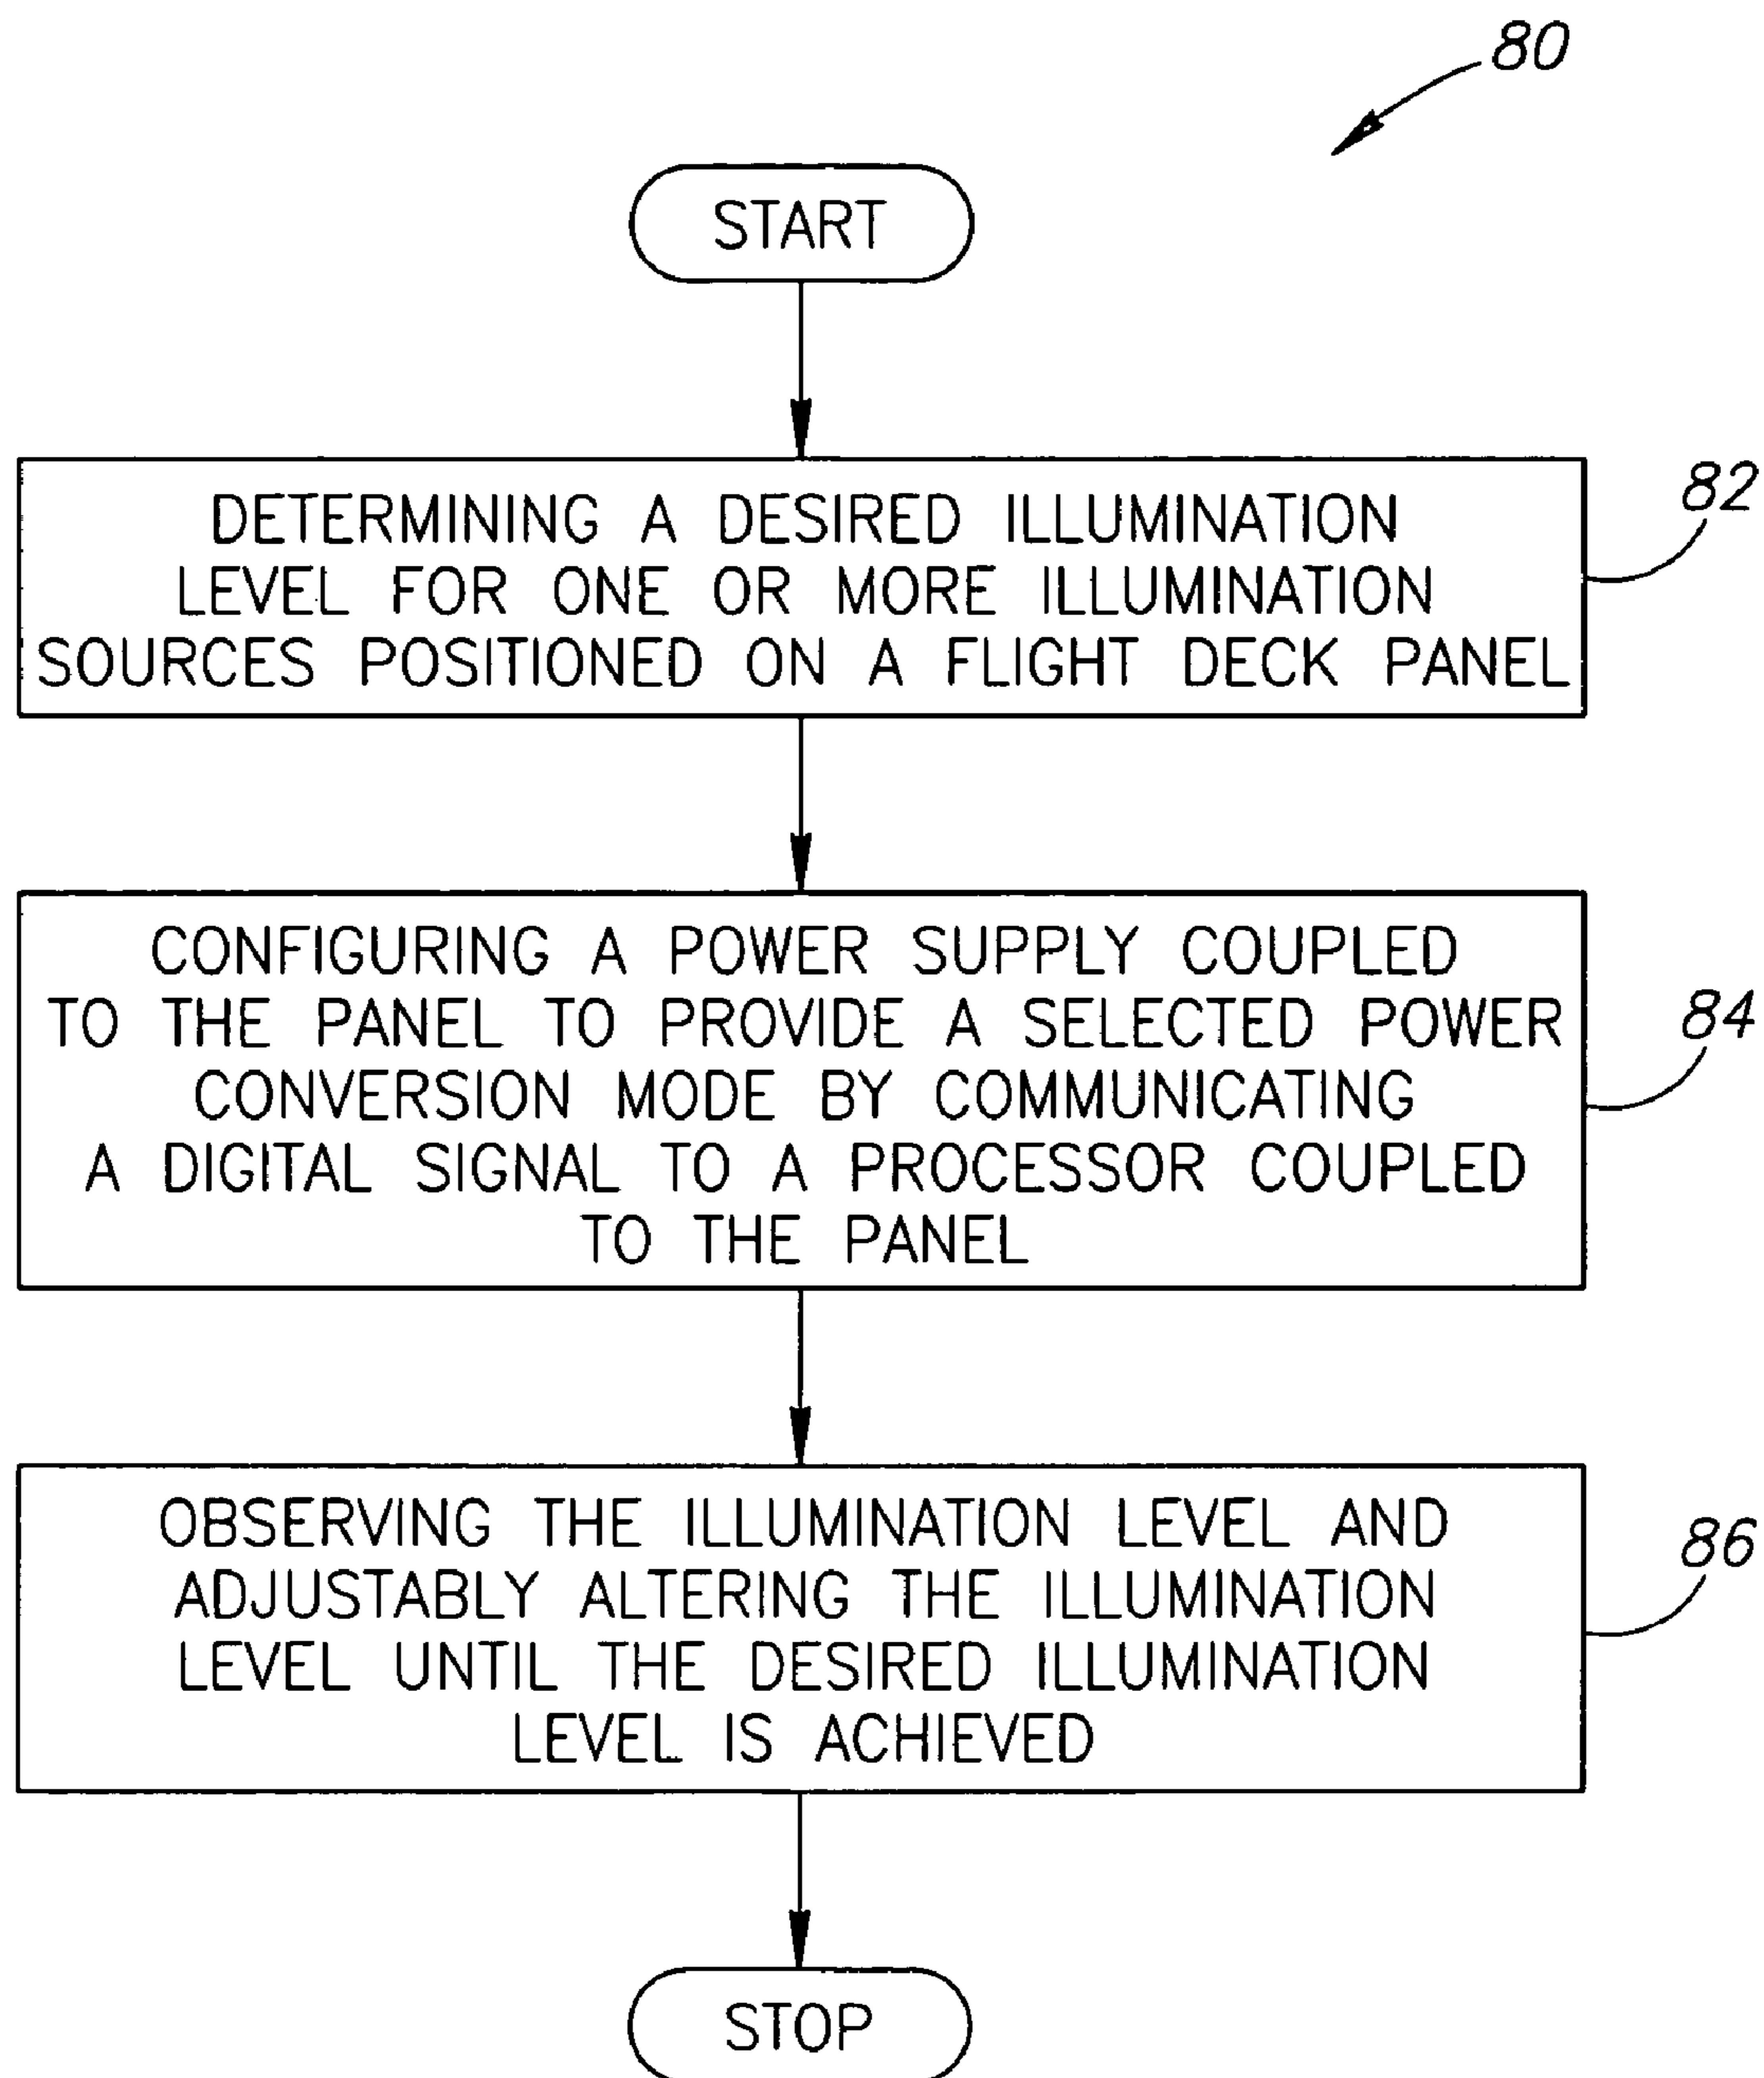 80
START
DETERMINING A DESIRED ILLUMINATION
LEVEL FOR ONE OR MORE ILLUMINATION
SOURCES POSITIONED ON A FLIGHT DECK PANEL
82
CONFIGURING A POWER SUPPLY COUPLED
TO THE PANEL TO PROVIDE A SELECTED POWER
CONVERSION MODE BY COMMUNICATING
A DIGITAL SIGNAL TO A PROCESSOR COUPLED
TO THE PANEL
84
OBSERVING THE ILLUMINATION LEVEL AND
ADJUSTABLY ALTERING THE ILLUMINATION
LEVEL UNTIL THE DESIRED ILLUMINATION
LEVEL IS ACHIEVED
86
STOP